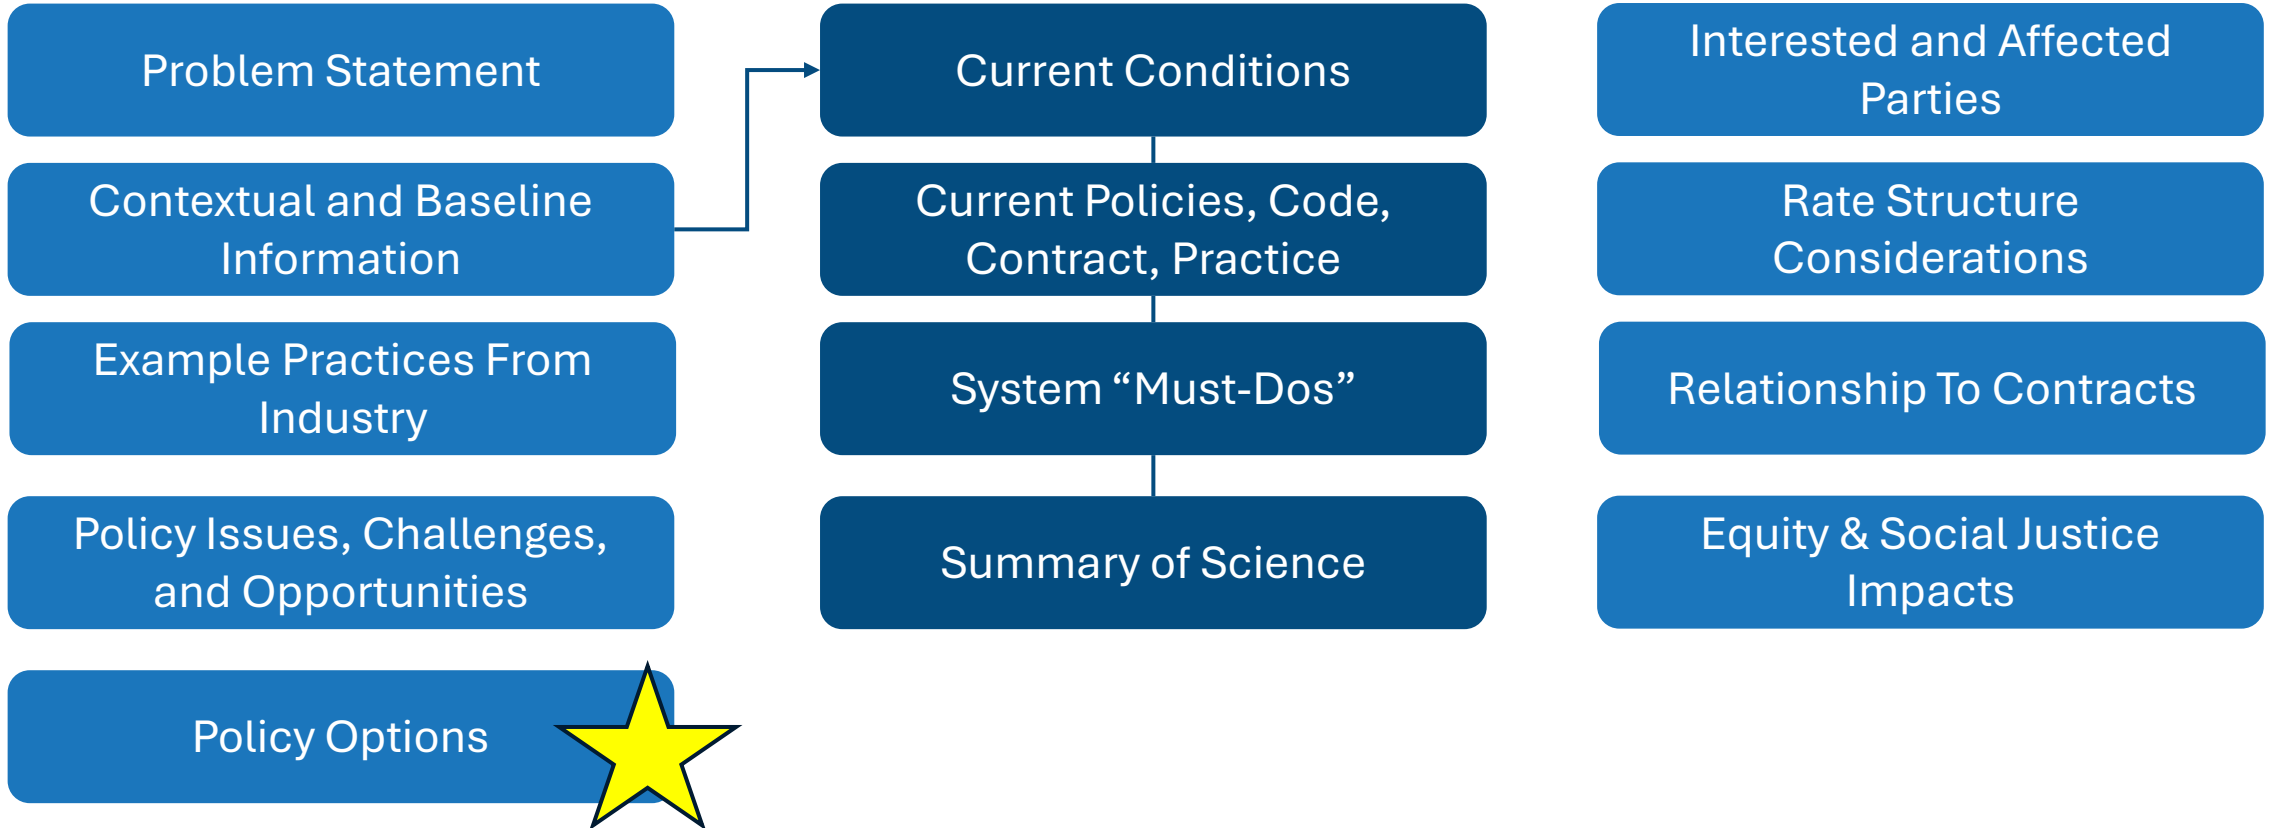 Problem Statement
Contextual and Baseline
Information
Example Practices From
Industry
Policy Issues, Challenges,
and Opportunities
Policy Options
Current Conditions
Current Policies, Code,
Contract, Practice
System “Must-Dos”
Summary of Science
Interested and Affected
Parties
Rate Structure
Considerations
Relationship To Contracts
Equity & Social Justice
Impacts